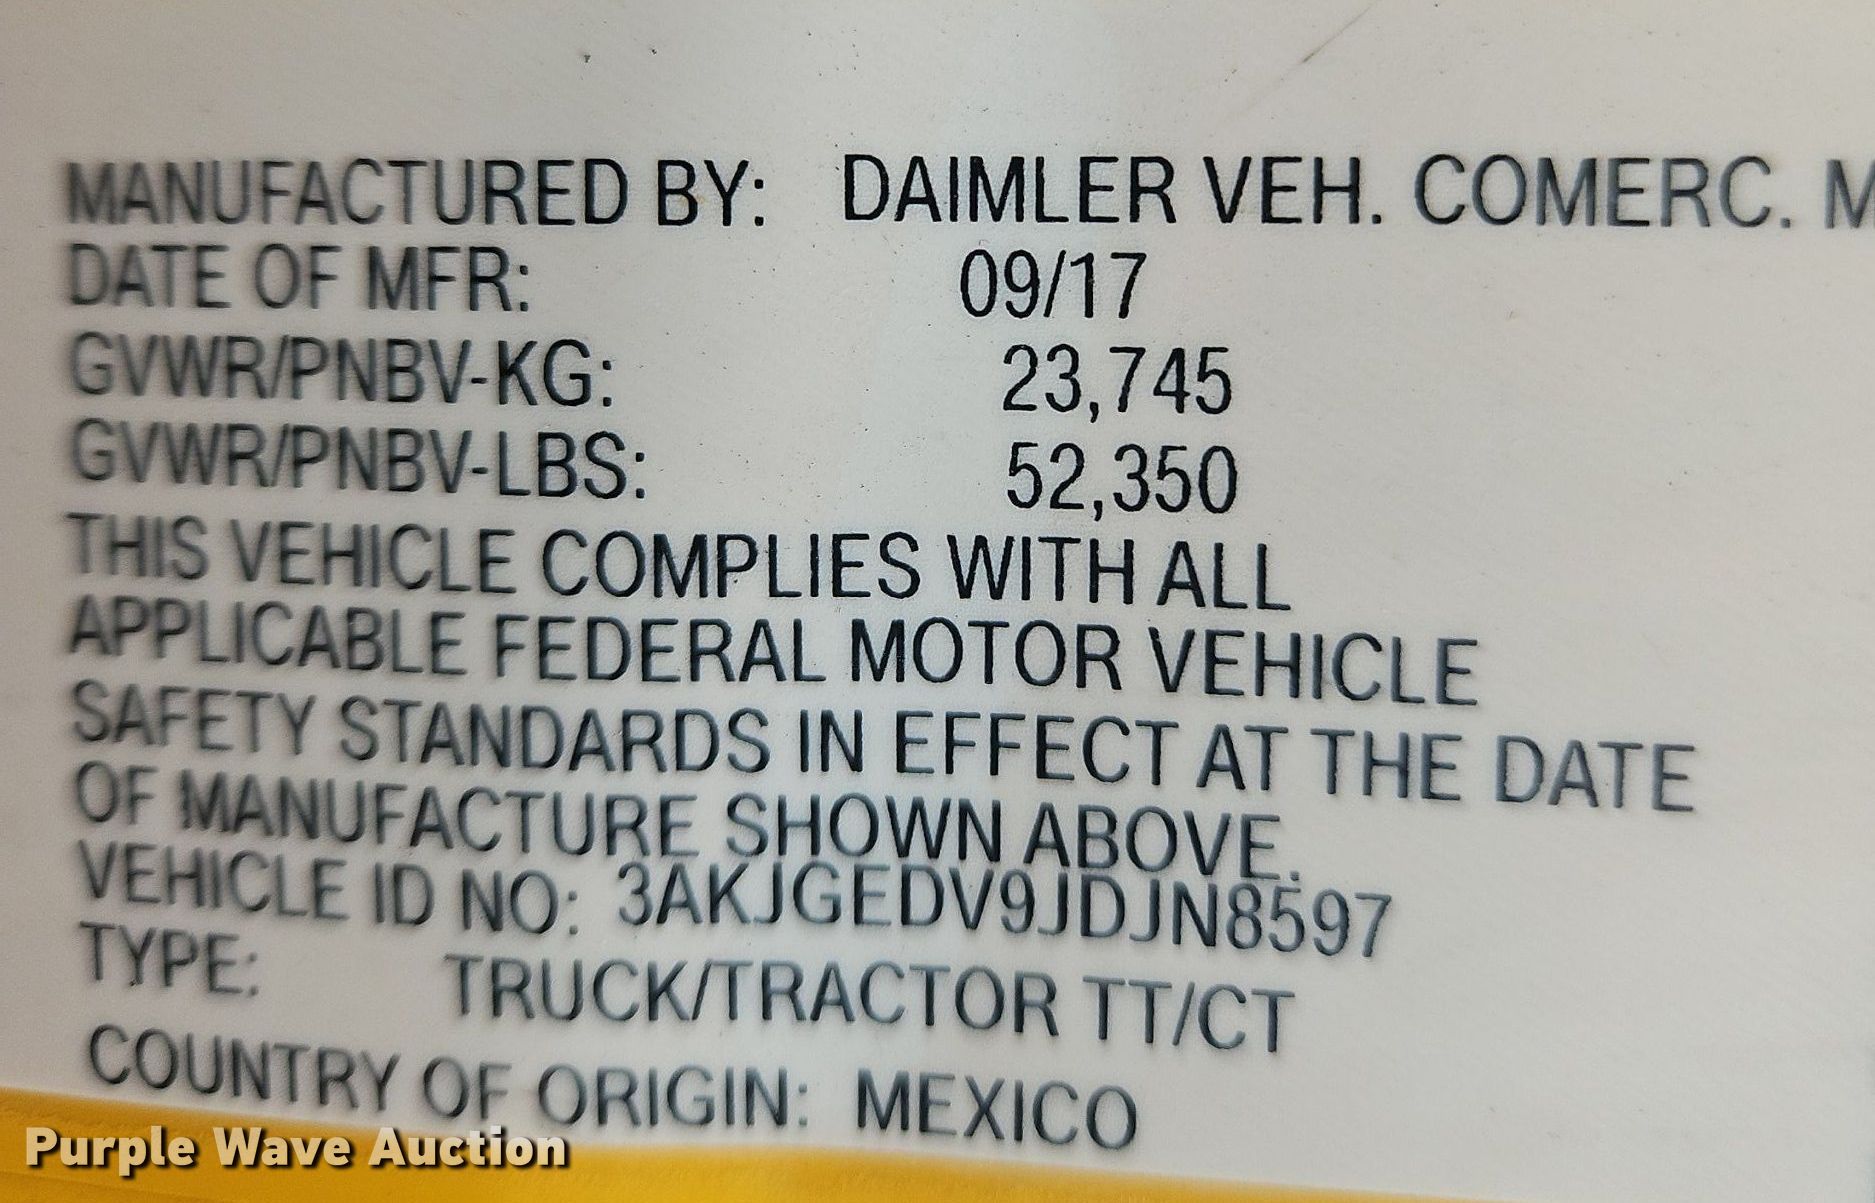 MANUFACTURED BY: DAIMLER VEH. COMERC. M
DATE OF MFR: 09/17
GVWR/PNBV-KG: 23,745
GVWR/PNBV-LBS: 52,350
THIS VEHICLE COMPLIES WITH ALL
APPLICABLE FEDERAL MOTOR VEHICLE
SAFETY STANDARDS IN EFFECT AT THE DATE
OF MANUFACTURE SHOWN ABOVE.
VEHICLE ID NO: 3AKJGEDV9JDJN8597
TYPE: TRUCK/TRACTOR TT/CT
COUNTRY OF ORIGIN: MEXICO
Purple Wave Auction